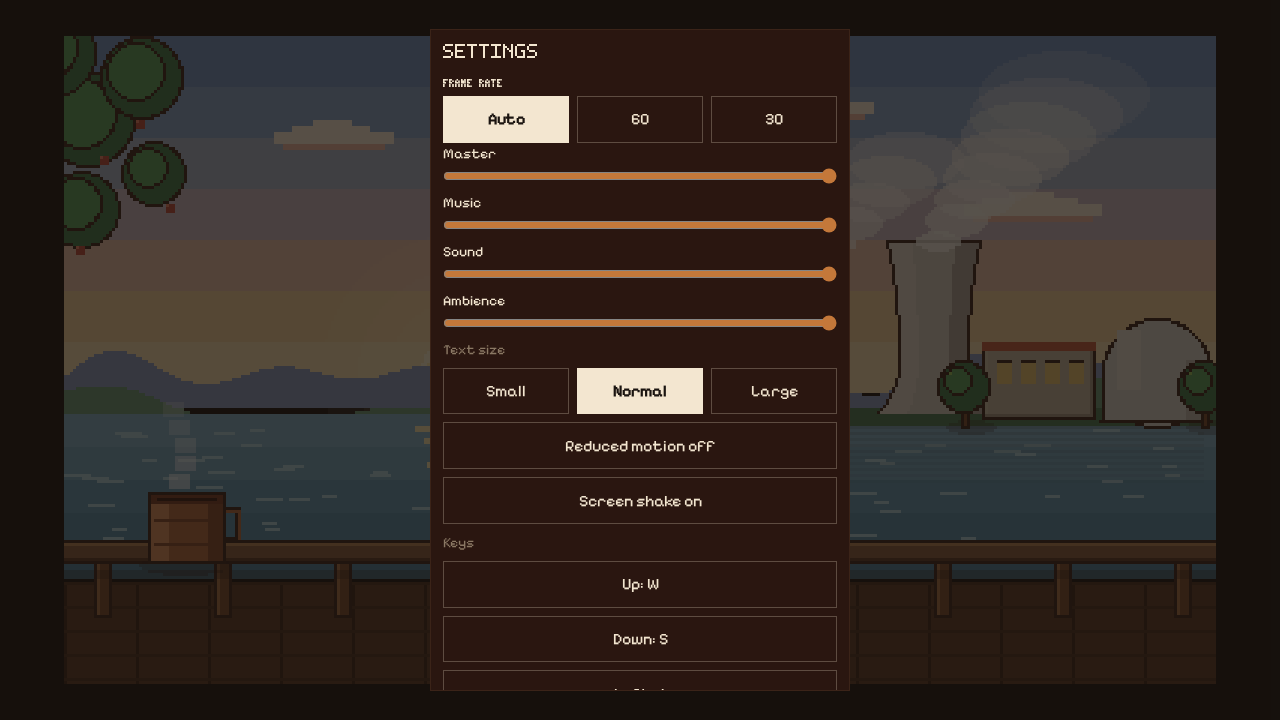 SETTINGS
FRAME RATE
Auto 60 30
Master
Music
Sound
Ambience
Text size
Small Normal Large
Reduced motion off
Screen shake on
Keys
Up: W
Down: S